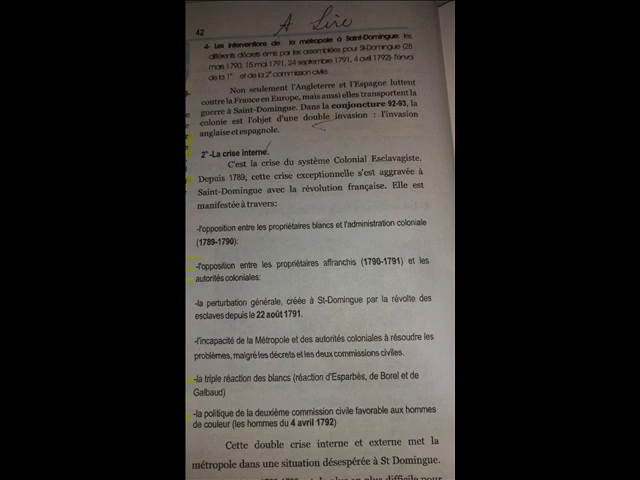 42
A Lire
4- Les interventions de la métropole à Saint-Domingue: les
différents décrets émis par les assemblées pour St-Domingue (28
mars 1790, 15 mai 1791, 24 septembre 1791, 4 avril 1792)- l'envoi
de la 1° et de la 2° commission civile.
Non seulement l'Angleterre et l'Espagne luttent
contre la France en Europe, mais aussi elles transportent la
guerre à Saint-Domingue. Dans la conjoncture 92-93, la
colonie est l'objet d'une double invasion : l'invasion
anglaise et espagnole.
2°-La crise interne.
C'est la crise du système Colonial Esclavagiste.
Depuis 1789, cette crise exceptionnelle s'est aggravée à
Saint-Domingue avec la révolution française. Elle est
manifestée à travers:
-l'opposition entre les propriétaires blancs et l'administration coloniale
(1789-1790):
-l'opposition entre les propriétaires affranchis (1790-1791) et les
autorités coloniales:
-la perturbation générale, créée à St-Domingue par la révolte des
esclaves depuis le 22 août 1791.
-l'incapacité de la Métropole et des autorités coloniales à résoudre les
problèmes, malgré les décrets et les deux commissions civiles.
-la triple réaction des blancs (réaction d'Esparbès, de Borel et de
Galbaud)
-la politique de la deuxième commission civile favorable aux hommes
de couleur (les hommes du 4 avril 1792)
Cette double crise interne et externe met la
métropole dans une situation désespérée à St Domingue.